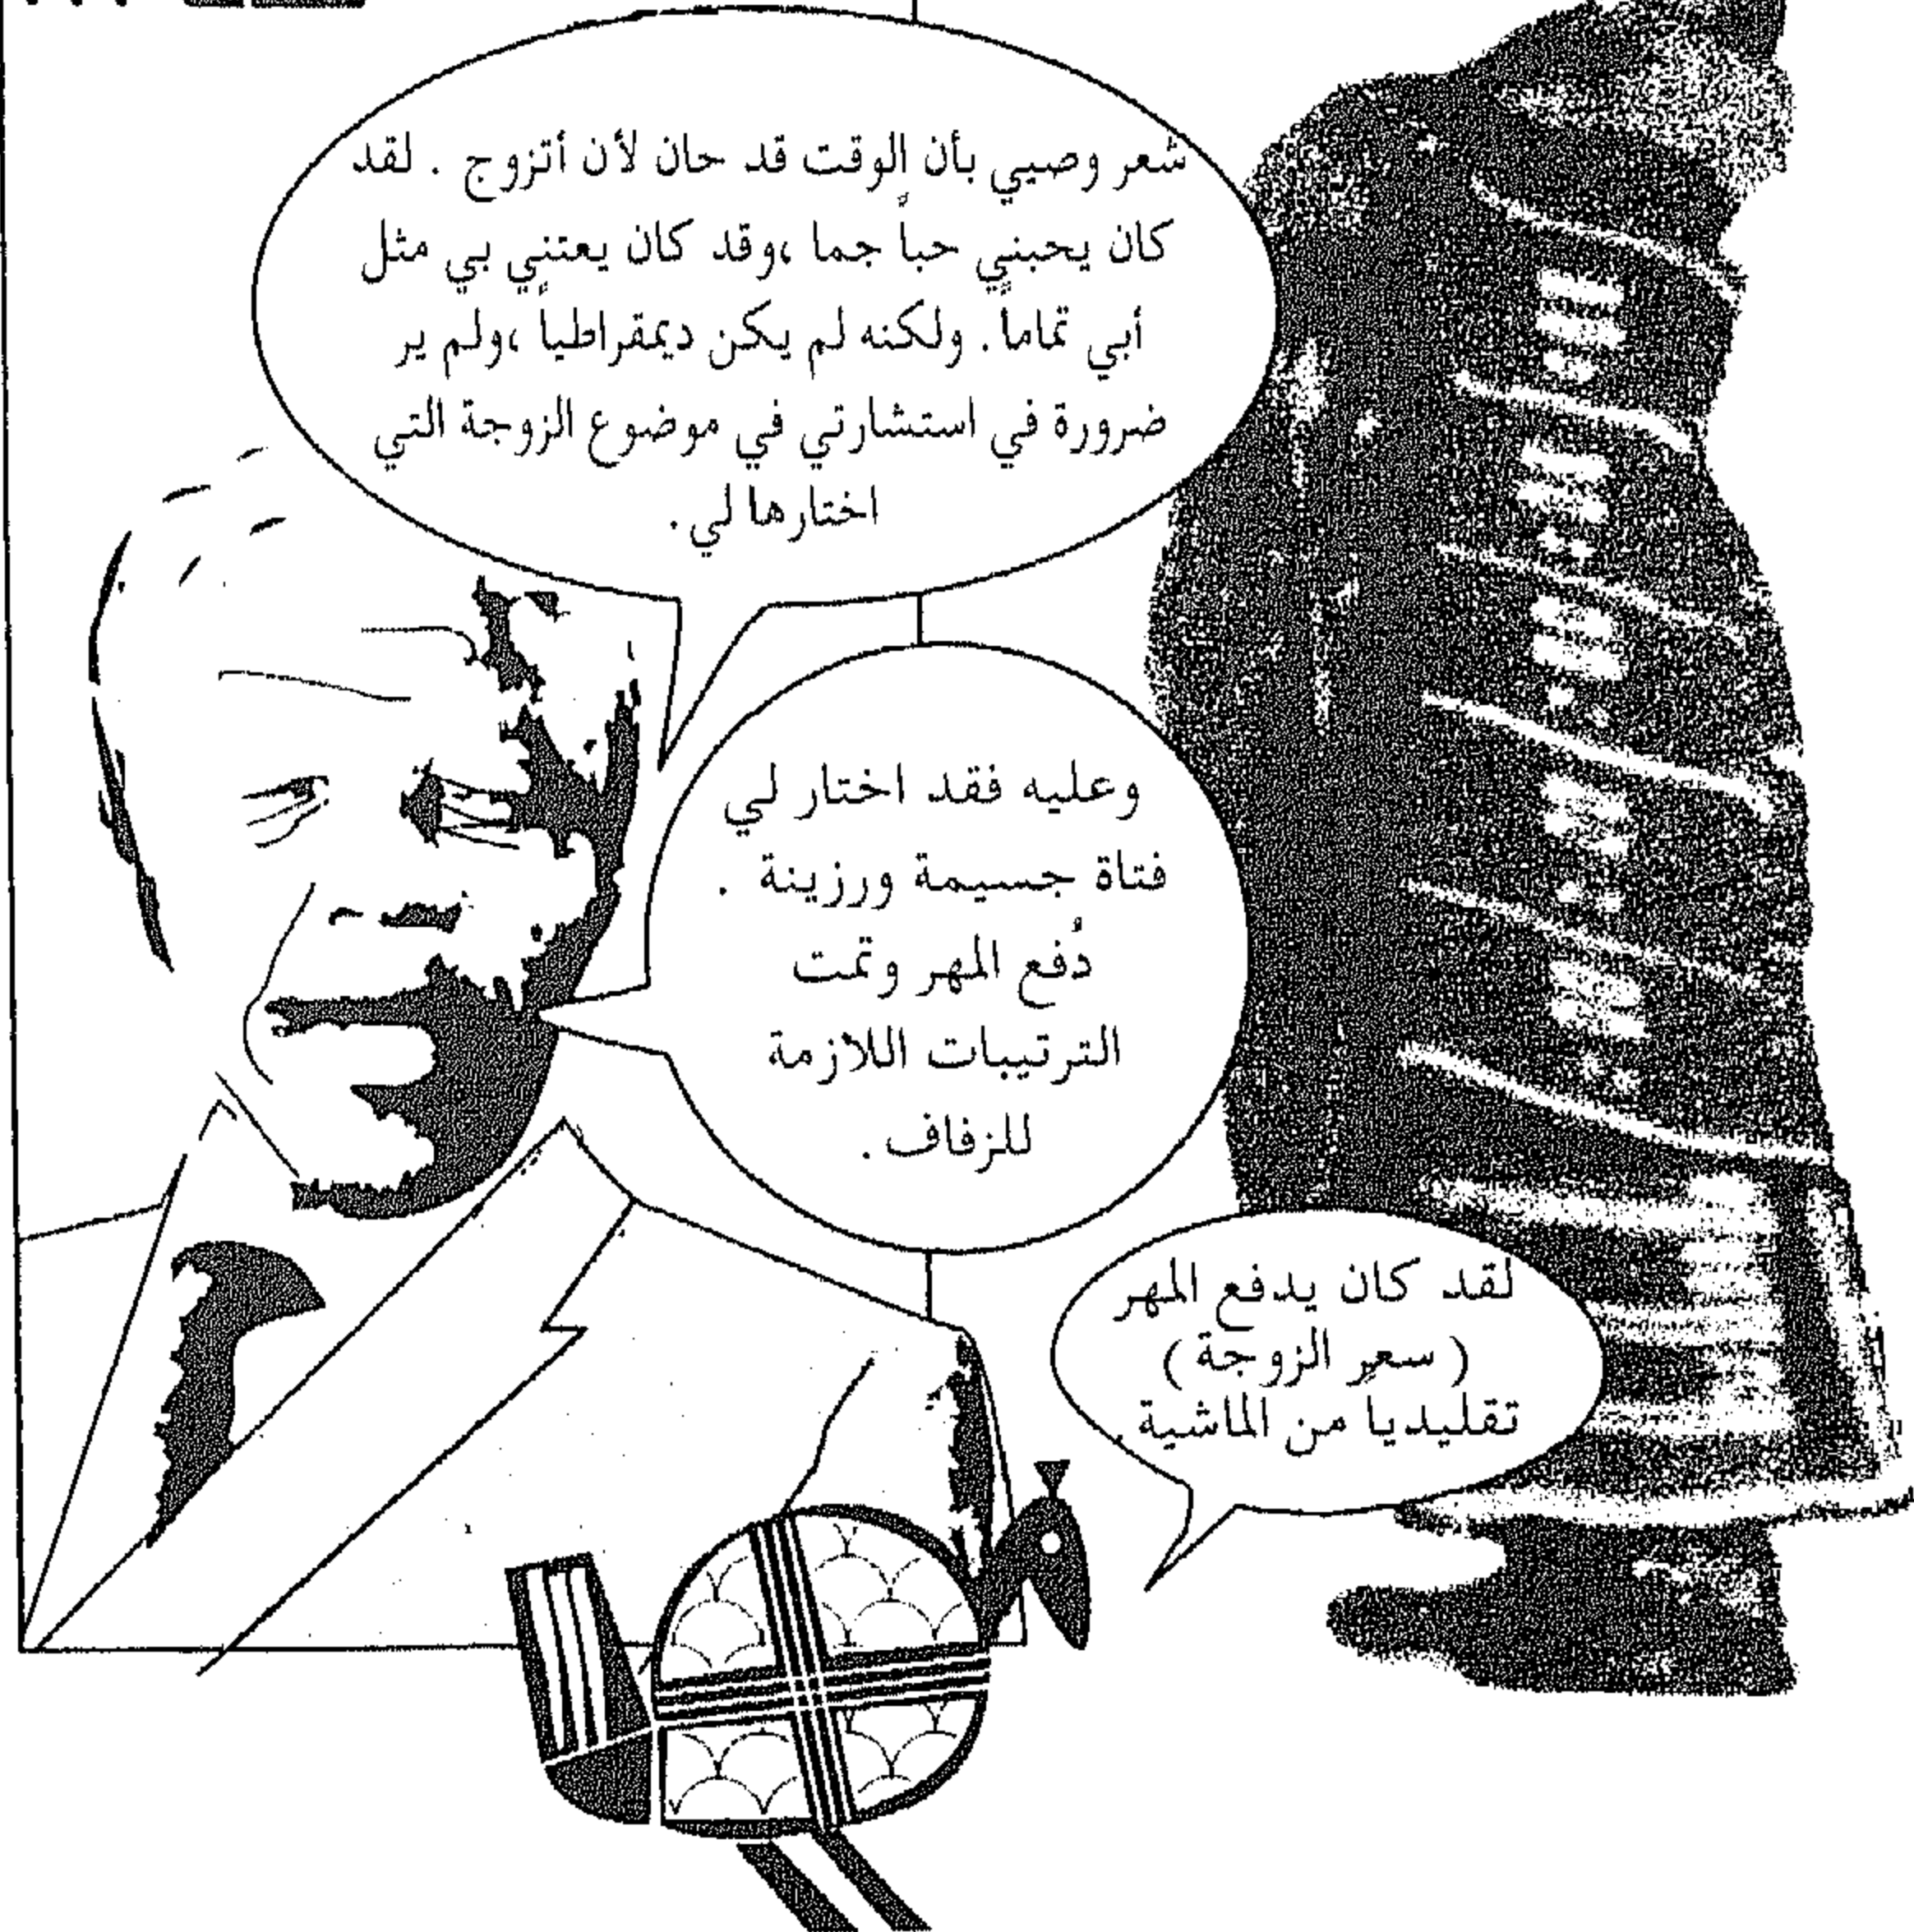 شعر وصيي بأن الوقت قد حان لأن أتزوج . لقد
كان يحبني حباً جما ،وقد كان يعتني بي مثل
أبي تماماً. ولكنه لم يكن ديمقراطياً ،ولم ير
ضرورة في استشارتي في موضوع الزوجة التي
اختارها لي.
وعليه فقد اختار لي
فتاة جسيمة ورزينة .
دُفع المهر وتمت
الترتيبات اللازمة
للزفاف .
لقد كان يدفع المهر
( سعر الزوجة )
تقليدياً من الماشية .